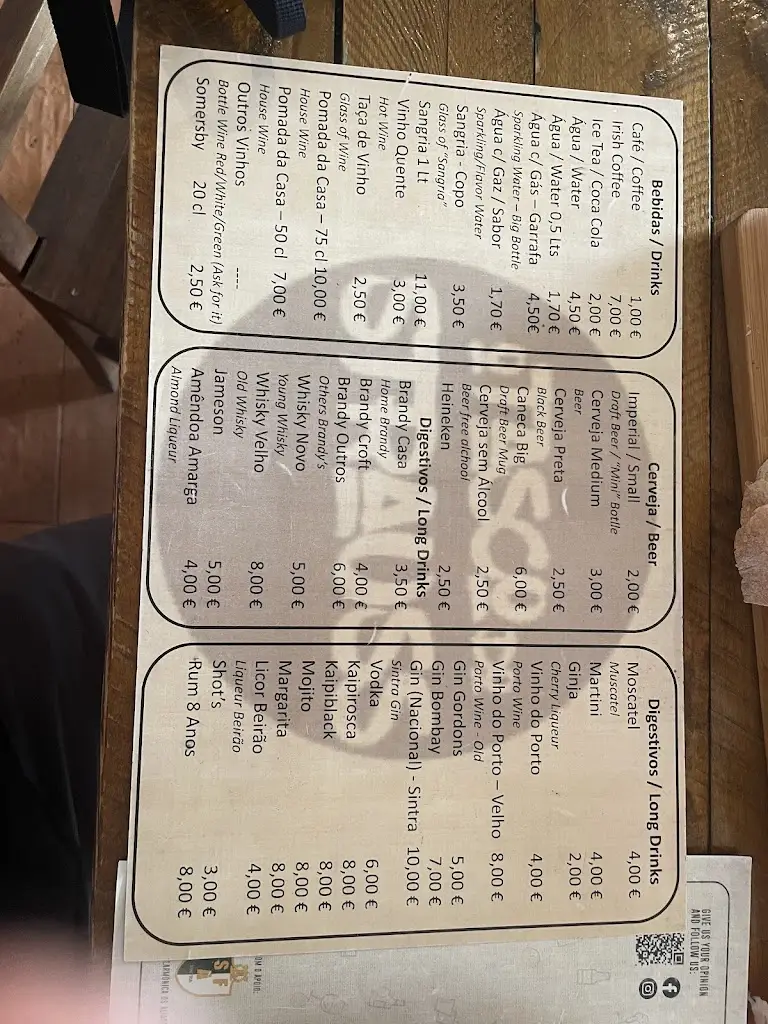 Bebidas / Drinks
Café / Coffee 1,00 €
Irish Coffee 7,00 €
Ice Tea / Coca Cola 2,00 €
Água / Water 4,50 €
Água / Water 0,5 Lts 1,70 €
Água c/ Gás – Garrafa 4,50€
Sparkling Water – Big Bottle
Água c/ Gaz / Sabor 1,70 €
Sparkling/Flavor Water
Sangria - Copo 3,50 €
Glass of "Sangria"
Sangria 1 Lt 11,00 €
Vinho Quente 3,00 €
Hot Wine
Taça de Vinho 2,50 €
Glass of Wine
Pomada da Casa – 75 cl 10,00 €
House Wine
Pomada da Casa – 50 cl 7,00 €
House Wine
Outros Vinhos ----
Bottle Wine Red/White/Green (Ask for it)
Somersby 20 cl 2,50 €
Cerveja / Beer
Imperial / Small 2,00 €
Draft Beer / "Mini" Botlle
Cerveja Medium 3,00 €
Beer
Cerveja Preta 2,50 €
Black Beer
Caneca Big 6,00 €
Draft Beer Mug
Cerveja sem Álcool 2,50 €
Beer free alchool
Heineken 2,50 €
Digestivos / Long Drinks
Brandy Casa 3,50 €
Home Brandy
Brandy Croft 4,00 €
Brandy Outros 6,00 €
Others Brandy's
Whisky Novo 5,00 €
Young Whisky
Whisky Velho 8,00 €
Old Whisky
Jameson 5,00 €
Amêndoa Amarga 4,00 €
Almond Liqueur
Digestivos / Long Drinks
Moscatel 4,00 €
Muscatel
Martini 4,00 €
Ginja 2,00 €
Cherry Liqueur
Vinho do Porto 4,00 €
Porto Wine
Vinho do Porto – Velho 8,00 €
Porto Wine - Old
Gin Gordons 5,00 €
Gin Bombay 7,00 €
Gin (Nacional) - Sintra 10,00 €
Sintra Gin
Vodka 6,00 €
Kaipirosca 8,00 €
Kaipiblack 8,00 €
Mojito 8,00 €
Margarita 8,00 €
Licor Beirão 4,00 €
Liqueur Beirão
Shot's 3,00 €
Rum 8 Anos 8,00 €
GIVE US YOUR OPINION
AND FOLLOW US: